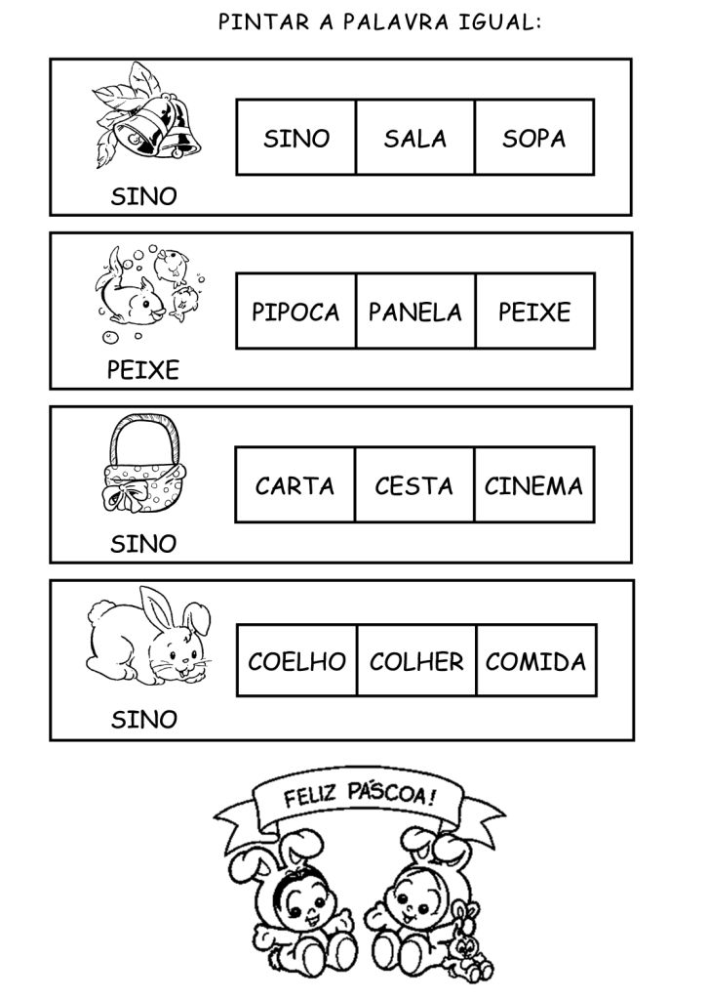 PINTAR A PALAVRA IGUAL:
SINO SALA SOPA
SINO
PIPOCA PANELA PEIXE
PEIXE
CARTA CESTA CINEMA
SINO
COELHO COLHER COMIDA
SINO
FELIZ PÁSCOA!